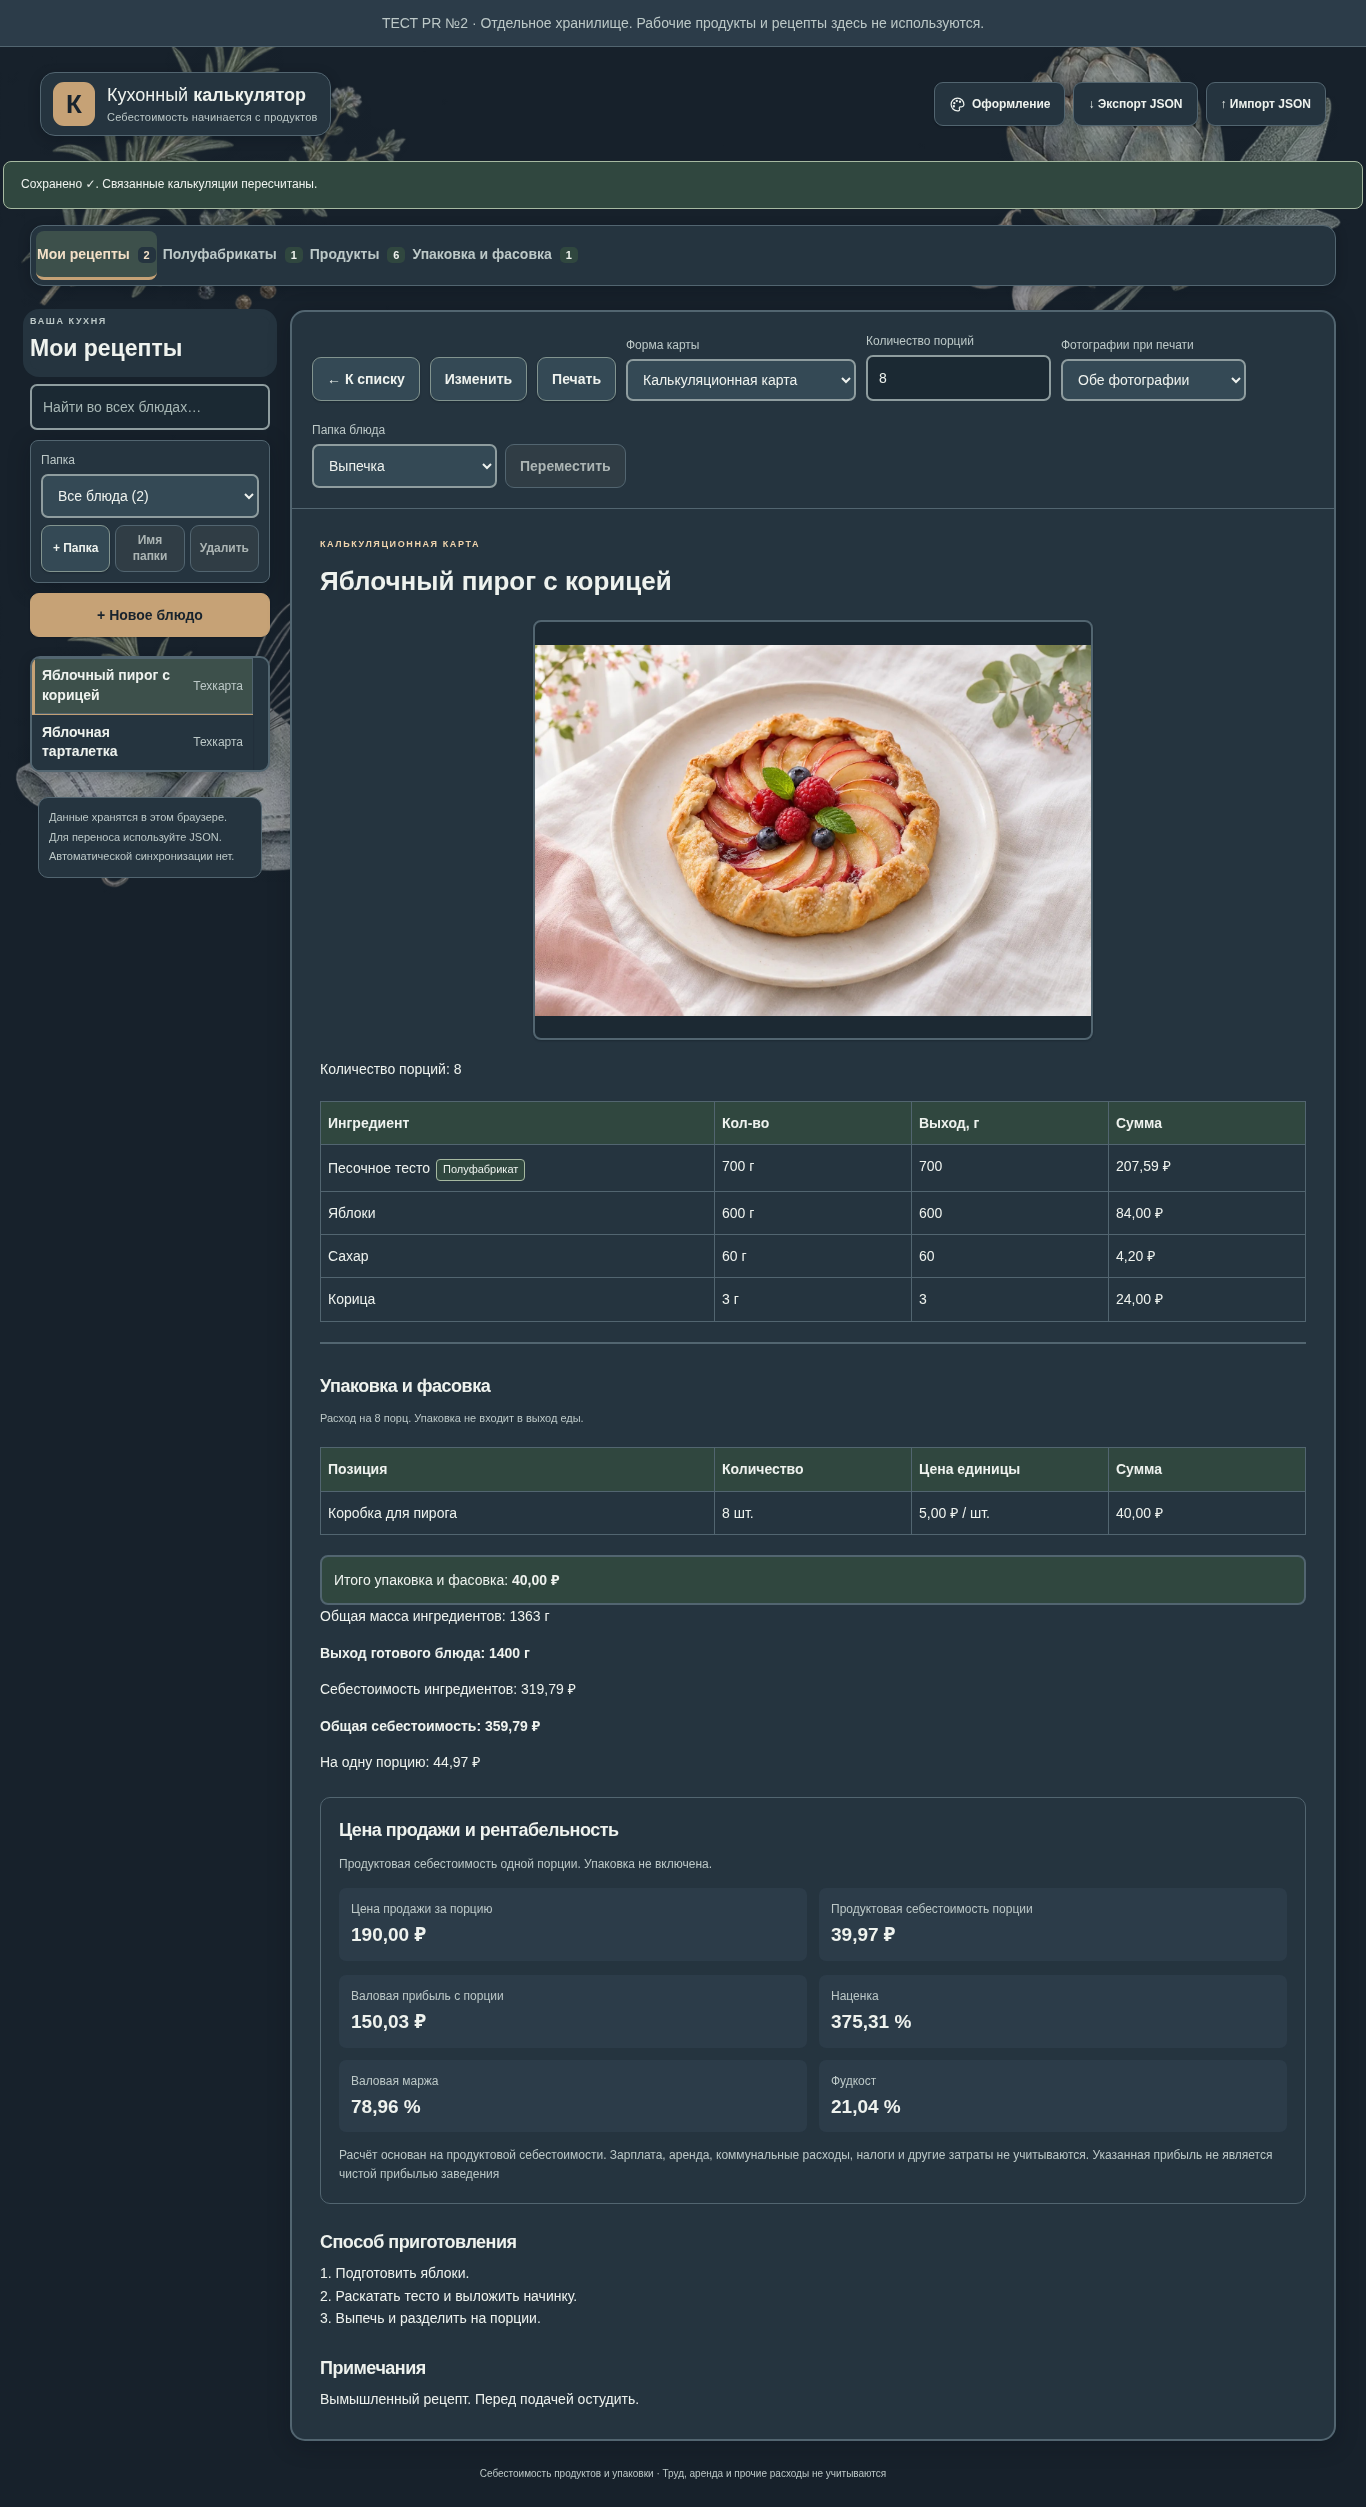 ТЕСТ PR №2 · Отдельное хранилище. Рабочие продукты и рецепты здесь не используются.
К
Кухонный калькулятор
Себестоимость начинается с продуктов
Оформление
↓ Экспорт JSON
↑ Импорт JSON
Сохранено ✓. Связанные калькуляции пересчитаны.
Мои рецепты 2 Полуфабрикаты 1 Продукты 6 Упаковка и фасовка 1
ВАША КУХНЯ
Мои рецепты
Найти во всех блюдах…
Папка
Все блюда (2)
+ Папка
Имя папки
Удалить
+ Новое блюдо
Яблочный пирог с корицей
Техкарта
Яблочная тарталетка
Техкарта
Данные хранятся в этом браузере.
Для переноса используйте JSON.
Автоматической синхронизации нет.
← К списку
Изменить
Печать
Форма карты
Калькуляционная карта
Количество порций
8
Фотографии при печати
Обе фотографии
Папка блюда
Выпечка
Переместить
КАЛЬКУЛЯЦИОННАЯ КАРТА
Яблочный пирог с корицей
Количество порций: 8
Ингредиент Кол-во Выход, г Сумма
Песочное тесто Полуфабрикат 700 г 700 207,59 ₽
Яблоки 600 г 600 84,00 ₽
Сахар 60 г 60 4,20 ₽
Корица 3 г 3 24,00 ₽
Упаковка и фасовка
Расход на 8 порц. Упаковка не входит в выход еды.
Позиция Количество Цена единицы Сумма
Коробка для пирога 8 шт. 5,00 ₽ / шт. 40,00 ₽
Итого упаковка и фасовка: 40,00 ₽
Общая масса ингредиентов: 1363 г
Выход готового блюда: 1400 г
Себестоимость ингредиентов: 319,79 ₽
Общая себестоимость: 359,79 ₽
На одну порцию: 44,97 ₽
Цена продажи и рентабельность
Продуктовая себестоимость одной порции. Упаковка не включена.
Цена продажи за порцию
190,00 ₽
Продуктовая себестоимость порции
39,97 ₽
Валовая прибыль с порции
150,03 ₽
Наценка
375,31 %
Валовая маржа
78,96 %
Фудкост
21,04 %
Расчёт основан на продуктовой себестоимости. Зарплата, аренда, коммунальные расходы, налоги и другие затраты не учитываются. Указанная прибыль не является
чистой прибылью заведения
Способ приготовления
1. Подготовить яблоки.
2. Раскатать тесто и выложить начинку.
3. Выпечь и разделить на порции.
Примечания
Вымышленный рецепт. Перед подачей остудить.
Себестоимость продуктов и упаковки · Труд, аренда и прочие расходы не учитываются